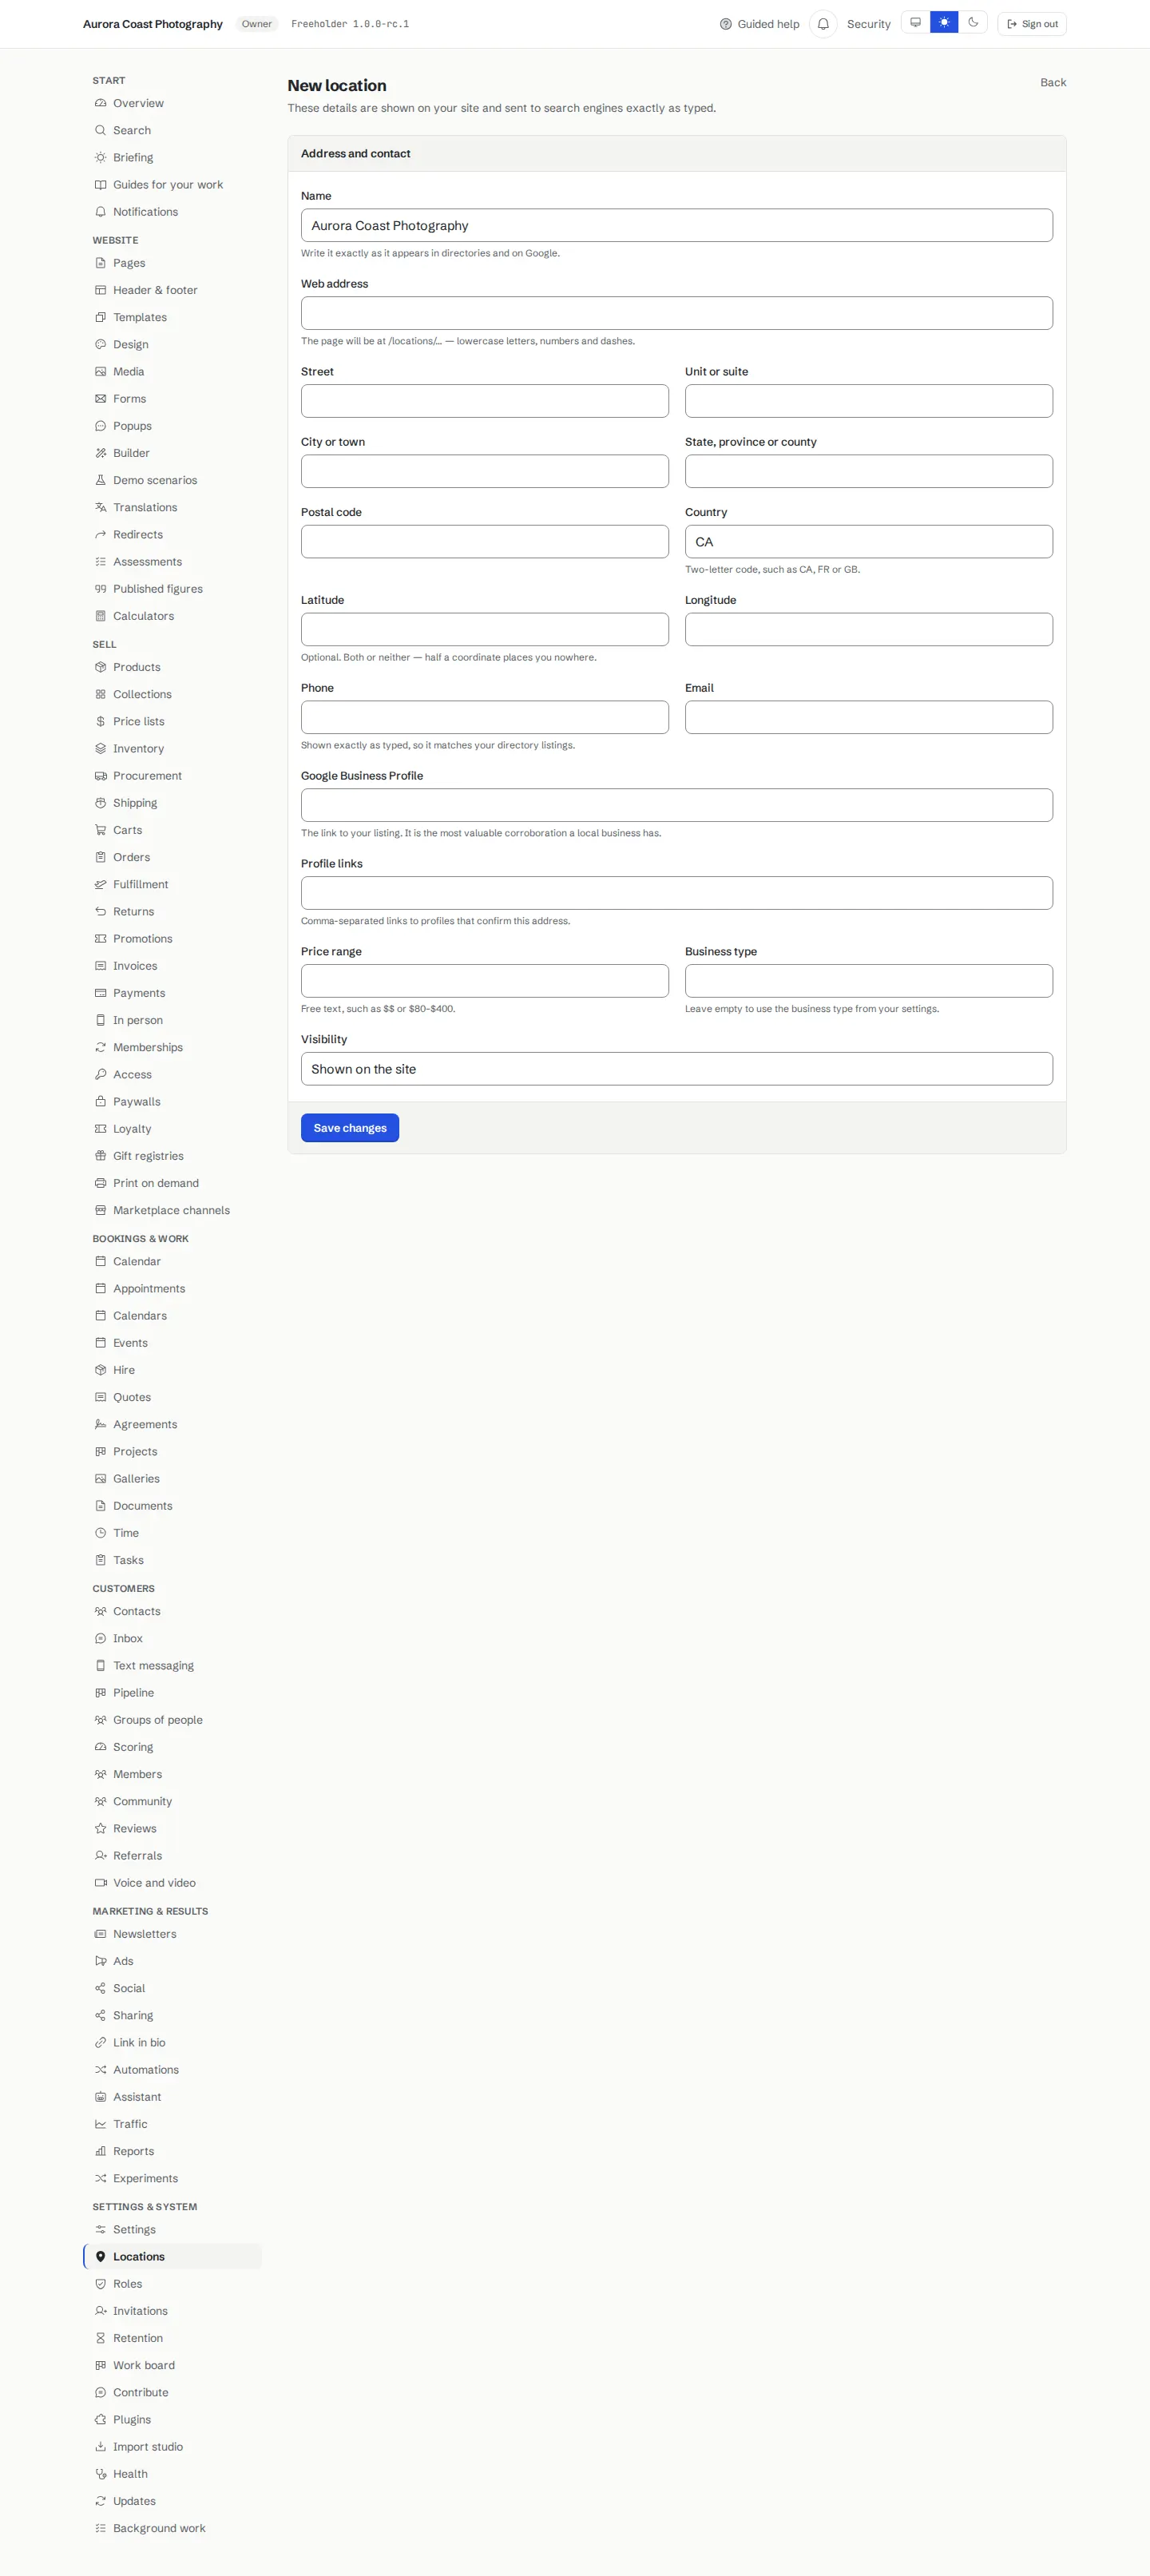 Aurora Coast Photography Owner Freeholder 1.0.0-rc.1 Guided help Security Sign out
START
Overview
Search
Briefing
Guides for your work
Notifications
WEBSITE
Pages
Header & footer
Templates
Design
Media
Forms
Popups
Builder
Demo scenarios
Translations
Redirects
Assessments
Published figures
Calculators
SELL
Products
Collections
Price lists
Inventory
Procurement
Shipping
Carts
Orders
Fulfillment
Returns
Promotions
Invoices
Payments
In person
Memberships
Access
Paywalls
Loyalty
Gift registries
Print on demand
Marketplace channels
BOOKINGS & WORK
Calendar
Appointments
Calendars
Events
Hire
Quotes
Agreements
Projects
Galleries
Documents
Time
Tasks
CUSTOMERS
Contacts
Inbox
Text messaging
Pipeline
Groups of people
Scoring
Members
Community
Reviews
Referrals
Voice and video
MARKETING & RESULTS
Newsletters
Ads
Social
Sharing
Link in bio
Automations
Assistant
Traffic
Reports
Experiments
SETTINGS & SYSTEM
Settings
Locations
Roles
Invitations
Retention
Work board
Contribute
Plugins
Import studio
Health
Updates
Background work
New location
Back
These details are shown on your site and sent to search engines exactly as typed.
Address and contact
Name
Aurora Coast Photography
Write it exactly as it appears in directories and on Google.
Web address
The page will be at /locations/… — lowercase letters, numbers and dashes.
Street Unit or suite
City or town State, province or county
Postal code Country
CA
Two-letter code, such as CA, FR or GB.
Latitude Longitude
Optional. Both or neither — half a coordinate places you nowhere.
Phone Email
Shown exactly as typed, so it matches your directory listings.
Google Business Profile
The link to your listing. It is the most valuable corroboration a local business has.
Profile links
Comma-separated links to profiles that confirm this address.
Price range Business type
Free text, such as $$ or $80–$400. Leave empty to use the business type from your settings.
Visibility
Shown on the site
Save changes